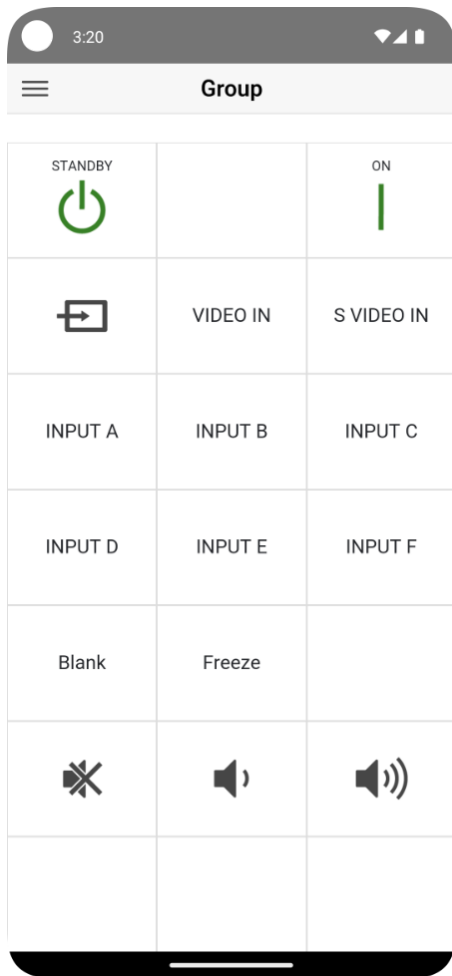 3:20
Group
STANDBY
ON
VIDEO IN
S VIDEO IN
INPUT A
INPUT B
INPUT C
INPUT D
INPUT E
INPUT F
Blank
Freeze